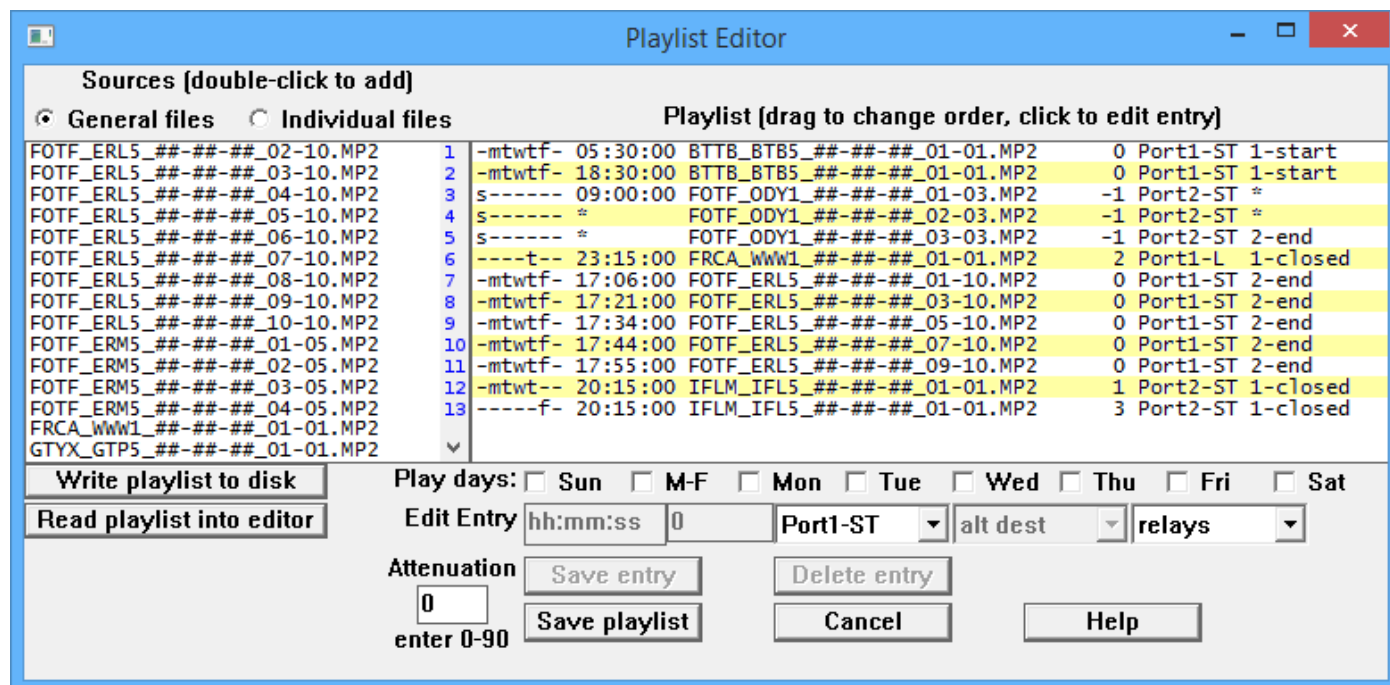 Playlist Editor
Sources (double-click to add)
General files Individual files
Playlist (drag to change order, click to edit entry)
FOTF_ERL5_##-##-##_02-10.MP2
FOTF_ERL5_##-##-##_03-10.MP2
FOTF_ERL5_##-##-##_04-10.MP2
FOTF_ERL5_##-##-##_05-10.MP2
FOTF_ERL5_##-##-##_06-10.MP2
FOTF_ERL5_##-##-##_07-10.MP2
FOTF_ERL5_##-##-##_08-10.MP2
FOTF_ERL5_##-##-##_09-10.MP2
FOTF_ERL5_##-##-##_10-10.MP2
FOTF_ERM5_##-##-##_01-05.MP2
FOTF_ERM5_##-##-##_02-05.MP2
FOTF_ERM5_##-##-##_03-05.MP2
FOTF_ERM5_##-##-##_04-05.MP2
FRCA_WWW1_##-##-##_01-01.MP2
GTYX_GTP5_##-##-##_01-01.MP2
1 -mtwtf- 05:30:00 BTTB_BTB5_##-##-##_01-01.MP2 0 Port1-ST 1-start
2 -mtwtf- 18:30:00 BTTB_BTB5_##-##-##_01-01.MP2 0 Port1-ST 1-start
3 s------ 09:00:00 FOTF_ODY1_##-##-##_01-03.MP2 -1 Port2-ST *
4 s------ * FOTF_ODY1_##-##-##_02-03.MP2 -1 Port2-ST *
5 s------ * FOTF_ODY1_##-##-##_03-03.MP2 -1 Port2-ST 2-end
6 ----t-- 23:15:00 FRCA_WWW1_##-##-##_01-01.MP2 2 Port1-L 1-closed
7 -mtwtf- 17:06:00 FOTF_ERL5_##-##-##_01-10.MP2 0 Port1-ST 2-end
8 -mtwtf- 17:21:00 FOTF_ERL5_##-##-##_03-10.MP2 0 Port1-ST 2-end
9 -mtwtf- 17:34:00 FOTF_ERL5_##-##-##_05-10.MP2 0 Port1-ST 2-end
10 -mtwtf- 17:44:00 FOTF_ERL5_##-##-##_07-10.MP2 0 Port1-ST 2-end
11 -mtwtf- 17:55:00 FOTF_ERL5_##-##-##_09-10.MP2 0 Port1-ST 2-end
12 -mtwt-- 20:15:00 IFLM_IFL5_##-##-##_01-01.MP2 1 Port2-ST 1-closed
13 -----f- 20:15:00 IFLM_IFL5_##-##-##_01-01.MP2 3 Port2-ST 1-closed
Write playlist to disk
Read playlist into editor
Play days: Sun M-F Mon Tue Wed Thu Fri Sat
Edit Entry hh:mm:ss 0 Port1-ST alt dest relays
Attenuation
0
enter 0-90
Save entry Delete entry
Save playlist Cancel Help